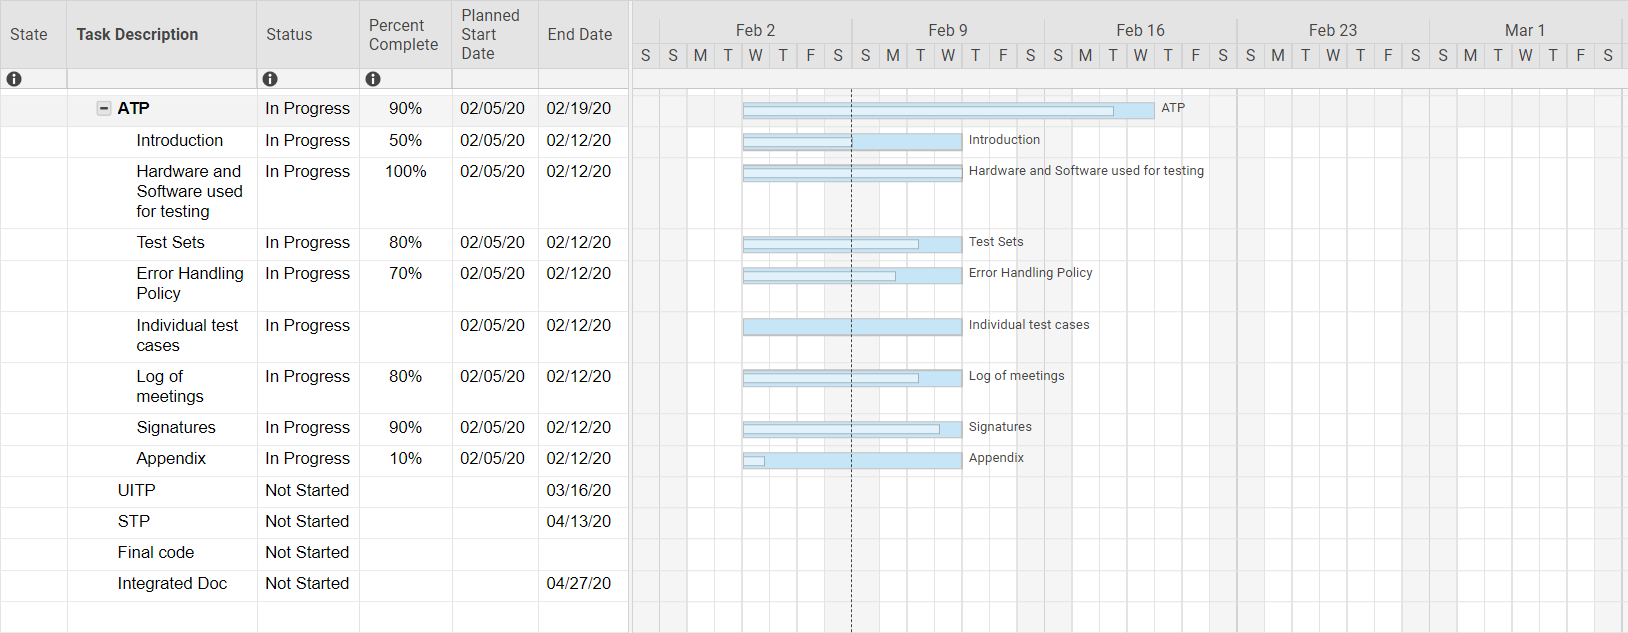 State Task Description Status Percent Complete Planned Start Date End Date
Feb 2 Feb 9 Feb 16 Feb 23 Mar 1
S S M T W T F S S M T W T F S S M T W T F S S M T W T F S S M T W T F S
ATP In Progress 90% 02/05/20 02/19/20 ATP
Introduction In Progress 50% 02/05/20 02/12/20 Introduction
Hardware and In Progress 100% 02/05/20 02/12/20 Hardware and Software used for testing
Software used
for testing
Test Sets In Progress 80% 02/05/20 02/12/20 Test Sets
Error Handling In Progress 70% 02/05/20 02/12/20 Error Handling Policy
Policy
Individual test In Progress 02/05/20 02/12/20 Individual test cases
cases
Log of In Progress 80% 02/05/20 02/12/20 Log of meetings
meetings
Signatures In Progress 90% 02/05/20 02/12/20 Signatures
Appendix In Progress 10% 02/05/20 02/12/20 Appendix
UITP Not Started 03/16/20
STP Not Started 04/13/20
Final code Not Started
Integrated Doc Not Started 04/27/20